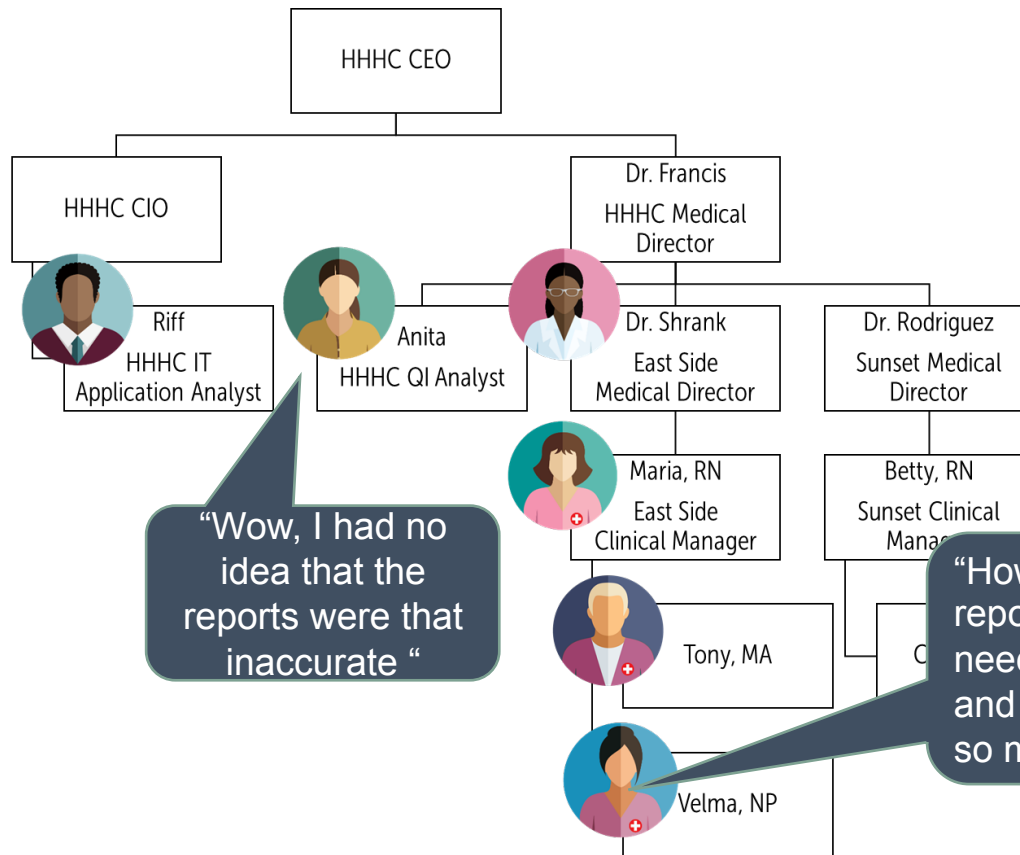 HHHC CEO
HHHC CIO
Dr. Francis
HHHC Medical
Director
Riff
HHHC IT
Application Analyst
Anita
HHHC QI Analyst
Dr. Shrank
East Side
Medical Director
Dr. Rodriguez
Sunset Medical
Director
Maria, RN
East Side
Clinical Manager
Betty, RN
Sunset Clinical
“Wow, I had no
idea that the
reports were that
inaccurate “
Tony, MA
and
so
Velma, NP